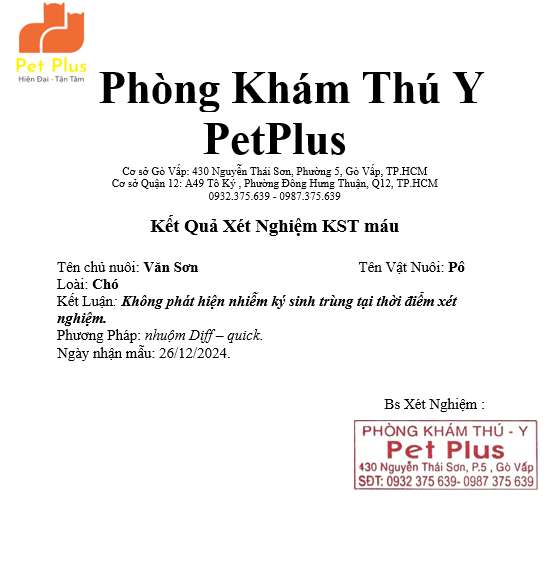 Pet Plus
Hiện Đại - Tận Tâm
Phòng Khám Thú Y
PetPlus
Cơ sở Gò Vấp: 430 Nguyễn Thái Sơn, Phường 5, Gò Vấp, TP.HCM
Cơ sở Quận 12: A49 Tô Ký , Phường Đông Hưng Thuận, Q12, TP.HCM
0932.375.639 - 0987.375.639
Kết Quả Xét Nghiệm KST máu
Tên chủ nuôi: Văn Sơn Tên Vật Nuôi: Pô
Loài: Chó
Kết Luận: Không phát hiện nhiễm ký sinh trùng tại thời điểm xét
nghiệm.
Phương Pháp: nhuộm Diff – quick.
Ngày nhận mẫu: 26/12/2024.
Bs Xét Nghiệm :
PHÒNG KHÁM THÚ - Y
Pet Plus
430 Nguyễn Thái Sơn, P.5 , Gò Vấp
SĐT: 0932 375 639- 0987 375 639